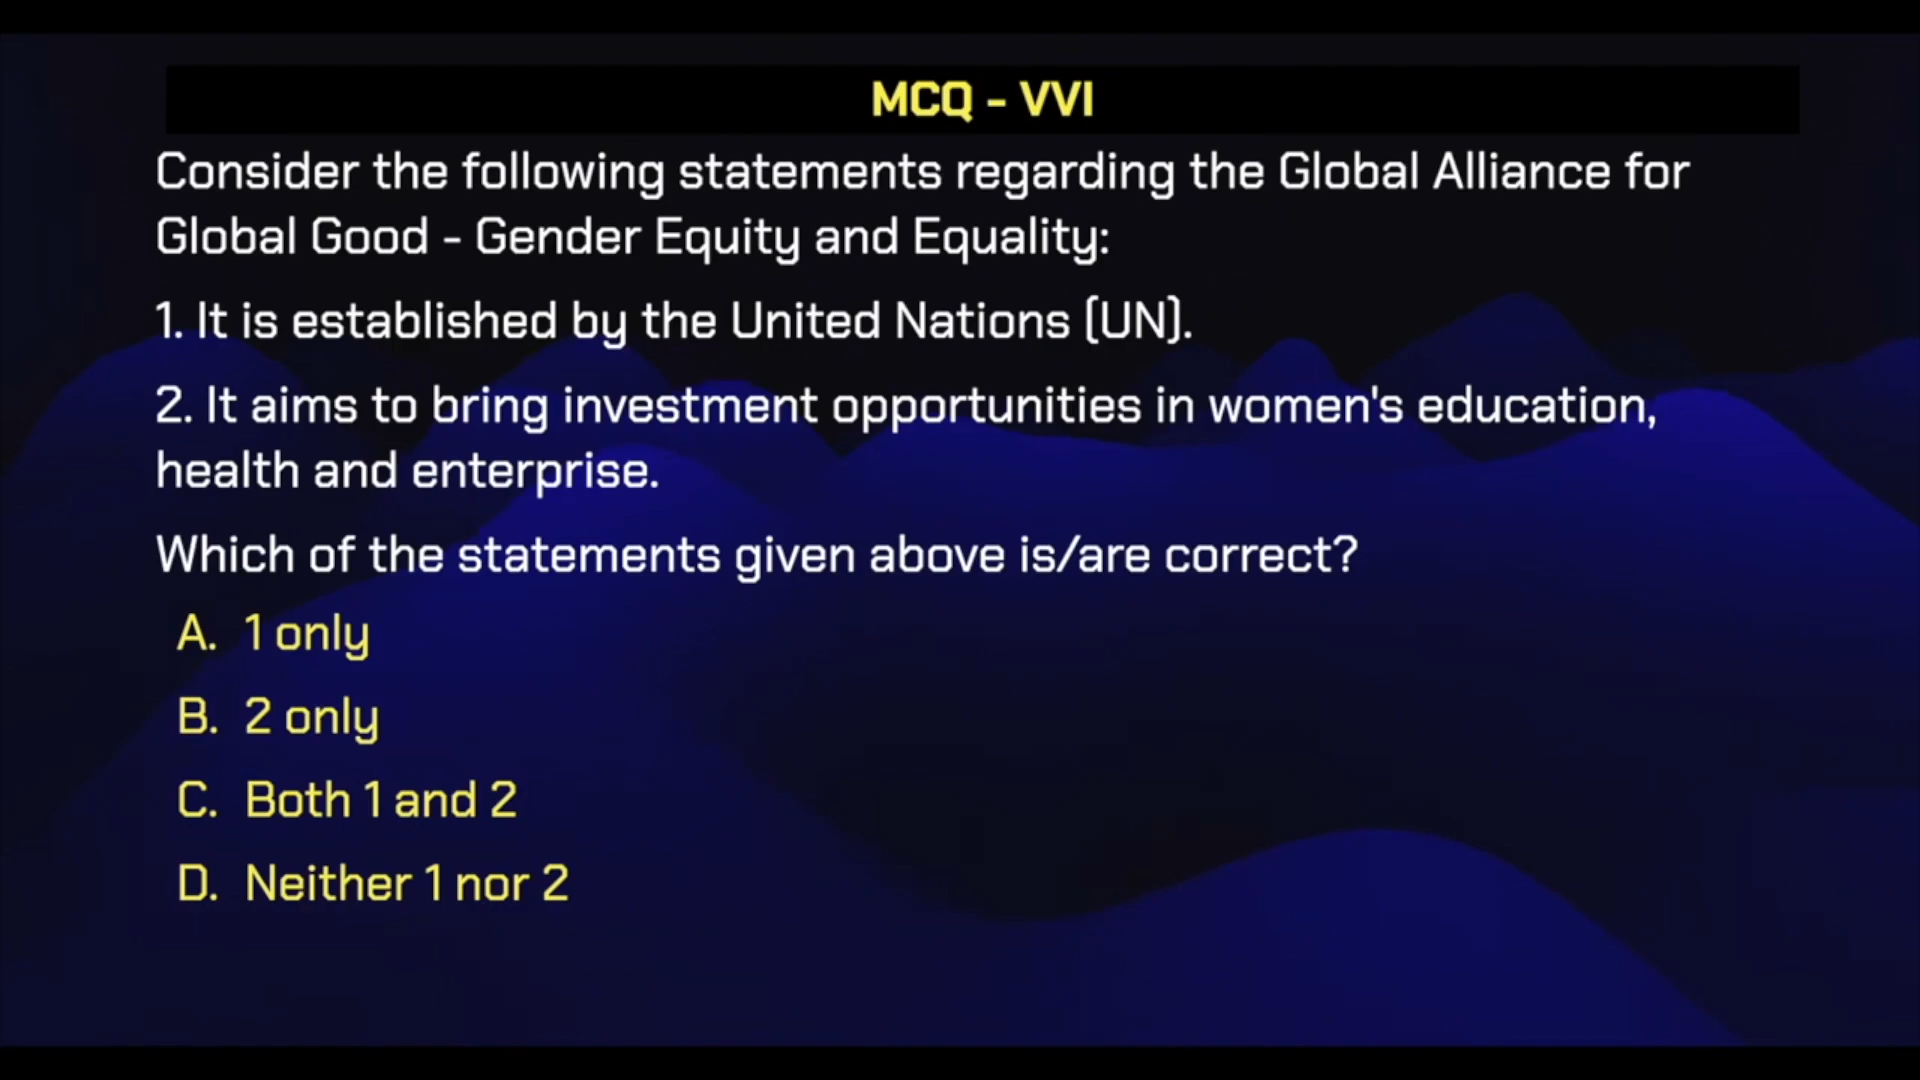 MCQ - VVI
Consider the following statements regarding the Global Alliance for
Global Good - Gender Equity and Equality:
1. It is established by the United Nations (UN).
2. It aims to bring investment opportunities in women's education,
health and enterprise.
Which of the statements given above is/are correct?
A. 1 only
B. 2 only
C. Both 1 and 2
D. Neither 1 nor 2